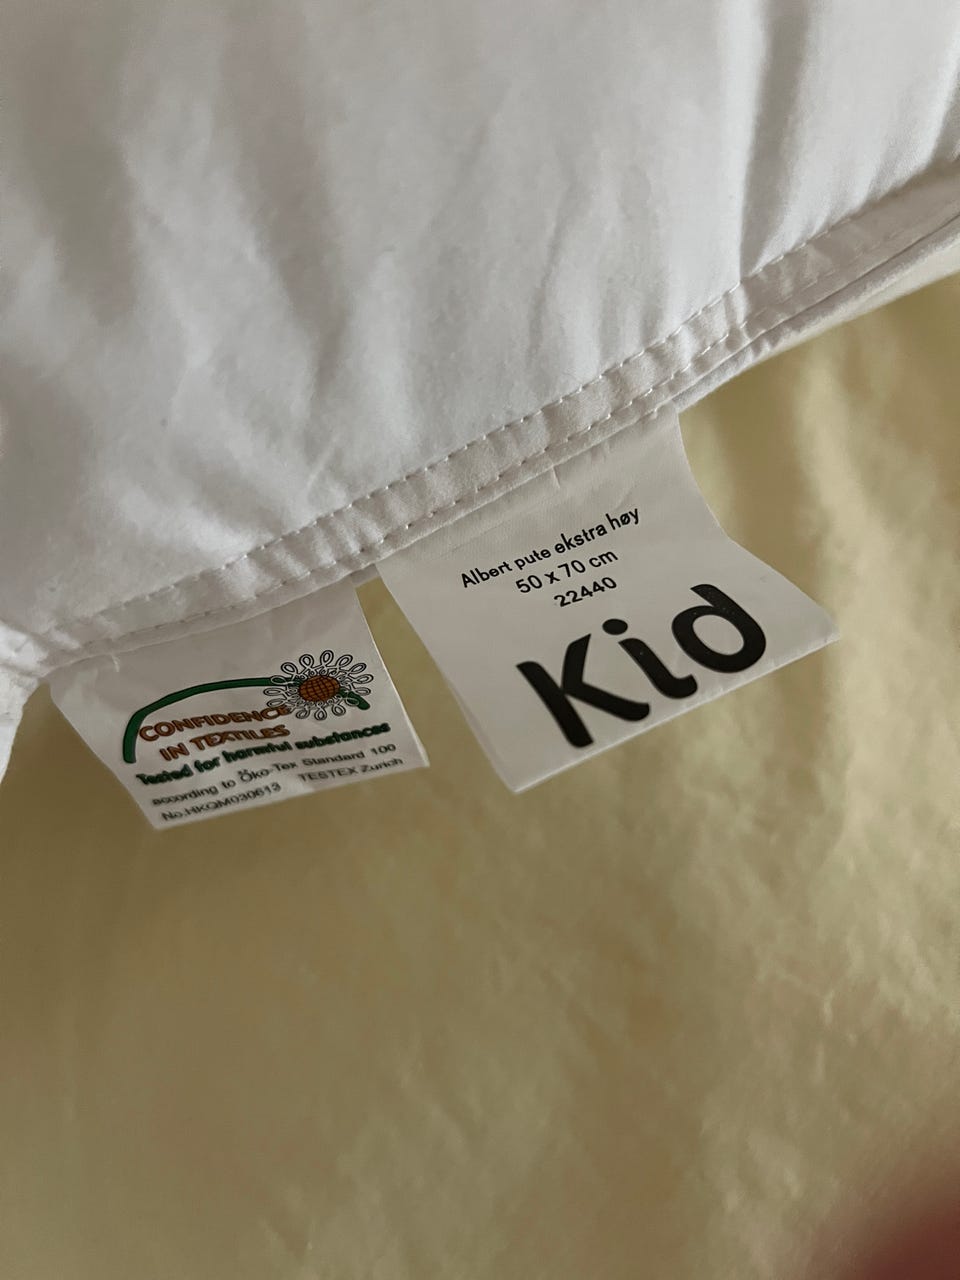 Albert pute ekstra høy
50 x 70 cm
22440
Kid
CONFIDENCE
IN TEXTILES
Tested for harmful substances
according to Öko-Tex Standard 100
No.HKQM030613 TESTEX Zurich